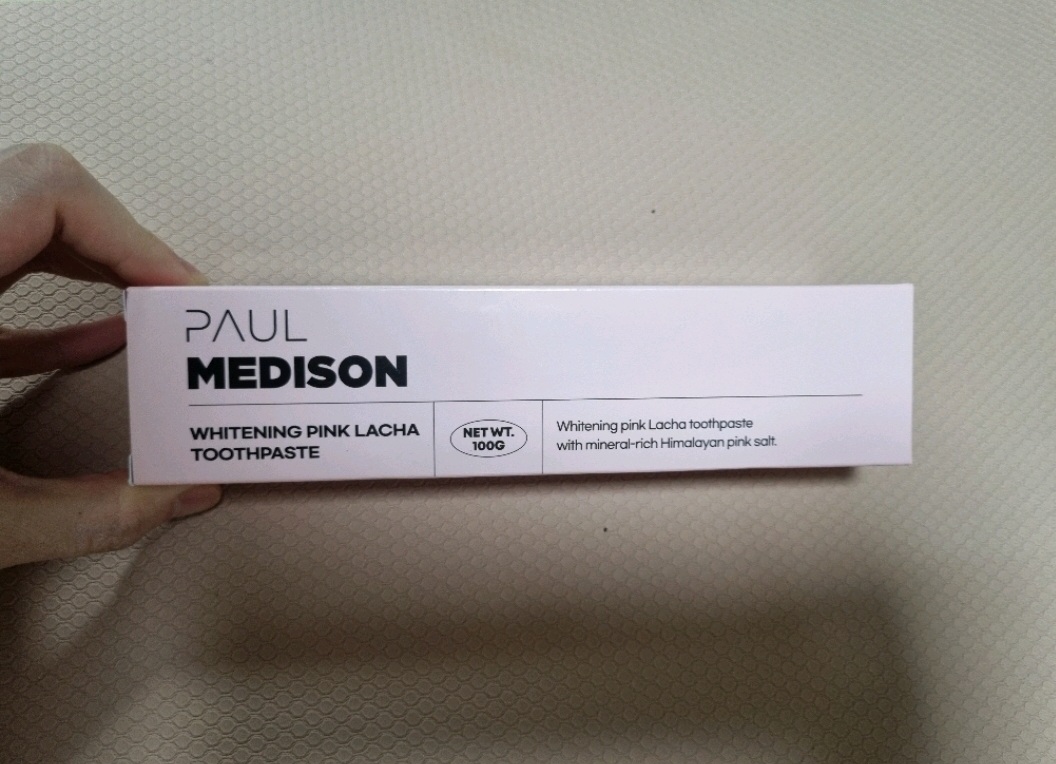 PAUL
MEDISON
WHITENING PINK LACHA
TOOTHPASTE
NET WT.
100G
Whitening pink Lacha toothpaste
with mineral-rich Himalayan pink salt.